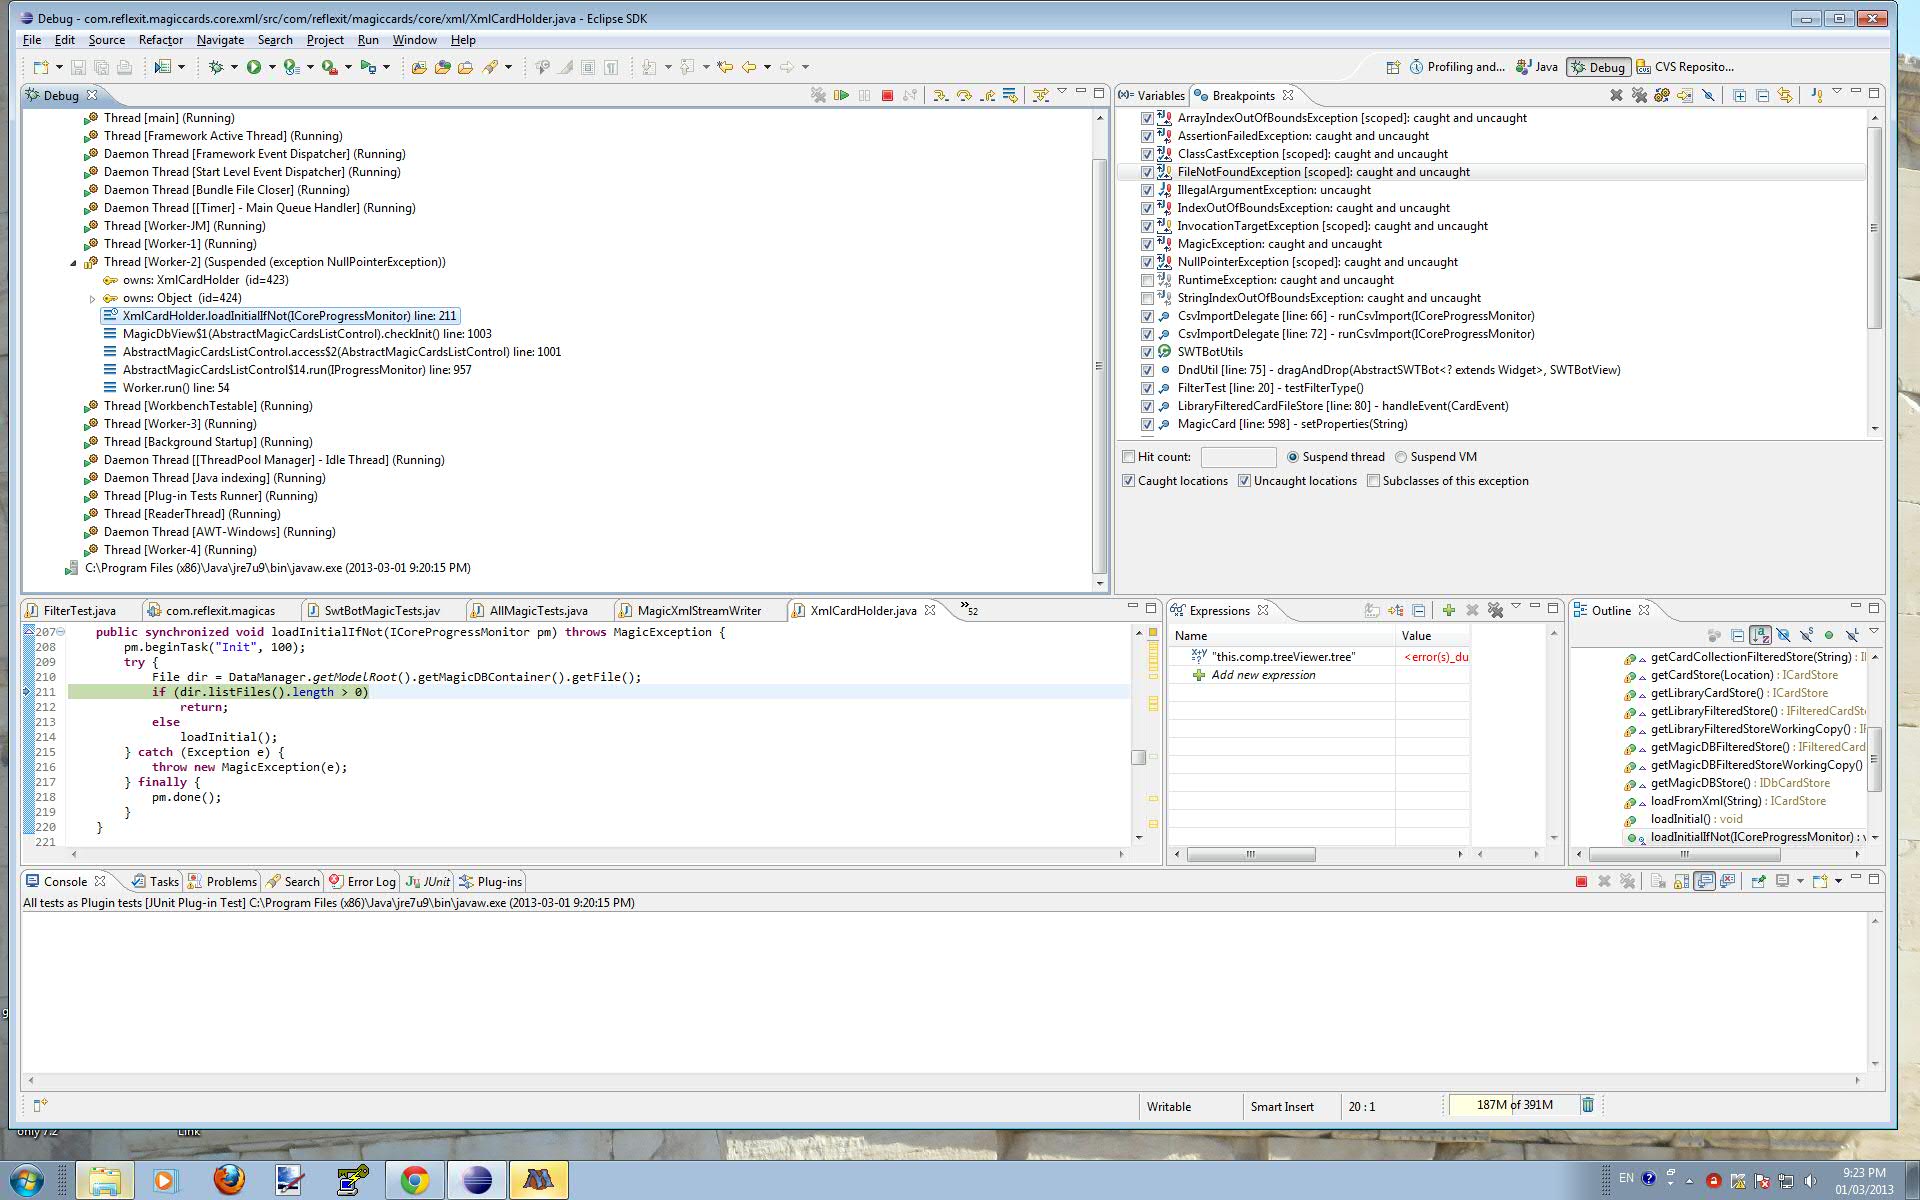 Debug - com.reflexit.magiccards.core.xml/src/com/reflexit/magiccards/core/xml/XmlCardHolder.java - Eclipse SDK
File Edit Source Refactor Navigate Search Project Run Window Help
Profiling and... Java Debug CVS Reposito...
Debug
Thread [main] (Running)
Thread [Framework Active Thread] (Running)
Daemon Thread [Framework Event Dispatcher] (Running)
Daemon Thread [Start Level Event Dispatcher] (Running)
Daemon Thread [Bundle File Closer] (Running)
Daemon Thread [[Timer] - Main Queue Handler] (Running)
Thread [Worker-JM] (Running)
Thread [Worker-1] (Running)
Thread [Worker-2] (Suspended (exception NullPointerException))
owns: XmlCardHolder (id=423)
owns: Object (id=424)
XmlCardHolder.loadInitialIfNot(ICoreProgressMonitor) line: 211
MagicDbView$1(AbstractMagicCardsListControl).checkInit() line: 1003
AbstractMagicCardsListControl.access$2(AbstractMagicCardsListControl) line: 1001
AbstractMagicCardsListControl$14.run(IProgressMonitor) line: 957
Worker.run() line: 54
Thread [WorkbenchTestable] (Running)
Thread [Worker-3] (Running)
Thread [Background Startup] (Running)
Daemon Thread [[ThreadPool Manager] - Idle Thread] (Running)
Daemon Thread [Java indexing] (Running)
Thread [Plug-in Tests Runner] (Running)
Thread [ReaderThread] (Running)
Daemon Thread [AWT-Windows] (Running)
Thread [Worker-4] (Running)
C:\Program Files (x86)\Java\jre7u9\bin\javaw.exe (2013-03-01 9:20:15 PM)
(x)= Variables Breakpoints
ArrayIndexOutOfBoundsException [scoped]: caught and uncaught
AssertionFailedException: caught and uncaught
ClassCastException [scoped]: caught and uncaught
FileNotFoundException [scoped]: caught and uncaught
IllegalArgumentException: uncaught
IndexOutOfBoundsException: caught and uncaught
InvocationTargetException [scoped]: caught and uncaught
MagicException: caught and uncaught
NullPointerException [scoped]: caught and uncaught
RuntimeException: caught and uncaught
StringIndexOutOfBoundsException: caught and uncaught
CsvImportDelegate [line: 66] - runCsvImport(ICoreProgressMonitor)
CsvImportDelegate [line: 72] - runCsvImport(ICoreProgressMonitor)
SWTBotUtils
DndUtil [line: 75] - dragAndDrop(AbstractSWTBot<? extends Widget>, SWTBotView)
FilterTest [line: 20] - testFilterType()
LibraryFilteredCardFileStore [line: 80] - handleEvent(CardEvent)
MagicCard [line: 598] - setProperties(String)
Hit count: Suspend thread Suspend VM
Caught locations Uncaught locations Subclasses of this exception
FilterTest.java com.reflexit.magicas SwtBotMagicTests.jav AllMagicTests.java MagicXmlStreamWriter XmlCardHolder.java »52
207 public synchronized void loadInitialIfNot(ICoreProgressMonitor pm) throws MagicException {
208 pm.beginTask("Init", 100);
209 try {
210 File dir = DataManager.getModelRoot().getMagicDBContainer().getFile();
211 if (dir.listFiles().length > 0)
212 return;
213 else
214 loadInitial();
215 } catch (Exception e) {
216 throw new MagicException(e);
217 } finally {
218 pm.done();
219 }
220 }
221
Expressions
Name Value
"this.comp.treeViewer.tree" <error(s)_du
Add new expression
Outline
getCardCollectionFilteredStore(String) : I
getCardStore(Location) : ICardStore
getLibraryCardStore() : ICardStore
getLibraryFilteredStore() : IFilteredCardSt
getLibraryFilteredStoreWorkingCopy() : IF
getMagicDBFilteredStore() : IFilteredCard
getMagicDBFilteredStoreWorkingCopy()
getMagicDBStore() : IDbCardStore
loadFromXml(String) : ICardStore
loadInitial() : void
loadInitialIfNot(ICoreProgressMonitor) : v
Console Tasks Problems Search Error Log JUnit Plug-ins
All tests as Plugin tests [JUnit Plug-in Test] C:\Program Files (x86)\Java\jre7u9\bin\javaw.exe (2013-03-01 9:20:15 PM)
Writable Smart Insert 20 : 1 187M of 391M
only 7.2 Link
EN 9:23 PM
01/03/2013